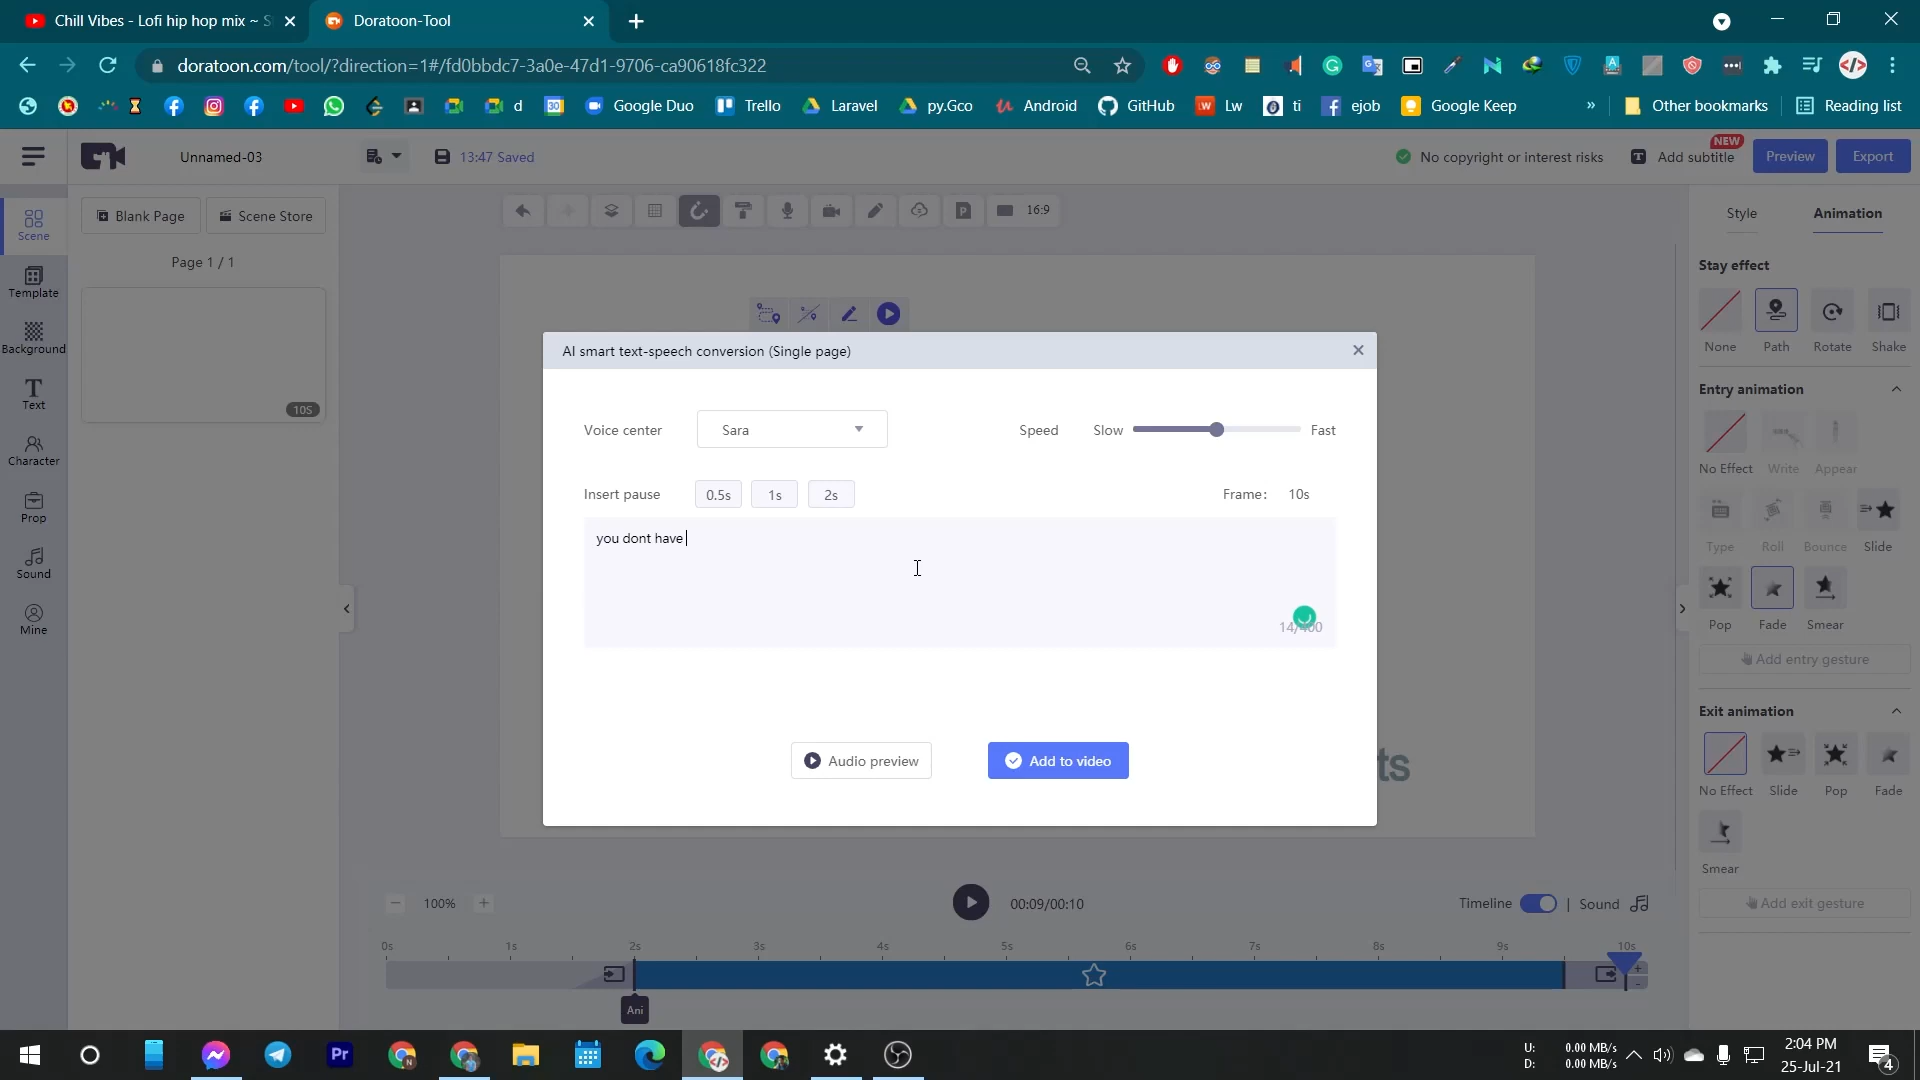 Chill Vibes - Lofi hip hop mix ~ S
Doratoon-Tool
doratoon.com/tool/?direction=1#/fd0bbdc7-3a0e-47d1-9706-ca90618fc322
d
Google Duo
Trello
Laravel
py.Gco
Android
GitHub
Lw
ti
ejob
Google Keep
»
Other bookmarks
Reading list
Unnamed-03
13:47 Saved
No copyright or interest risks
Add subtitle
NEW
Preview
Export
Scene
Template
Background
Text
Character
Prop
Sound
Mine
Blank Page
Scene Store
Page 1 / 1
10S
16:9
AI smart text-speech conversion (Single page)
Voice center
Sara
Speed
Slow
Fast
Insert pause
0.5s
1s
2s
Frame: 10s
you dont have
14/400
Audio preview
Add to video
ts
Style
Animation
Stay effect
None
Path
Rotate
Shake
Entry animation
No Effect
Write
Appear
Type
Roll
Bounce
Slide
Pop
Fade
Smear
Add entry gesture
Exit animation
No Effect
Slide
Pop
Fade
Smear
Add exit gesture
100%
00:09/00:10
Timeline
Sound
0s
1s
2s
3s
4s
5s
6s
7s
8s
9s
10s
Ani
Pr
U: 0.00 MB/s
D: 0.00 MB/s
2:04 PM
25-Jul-21
4